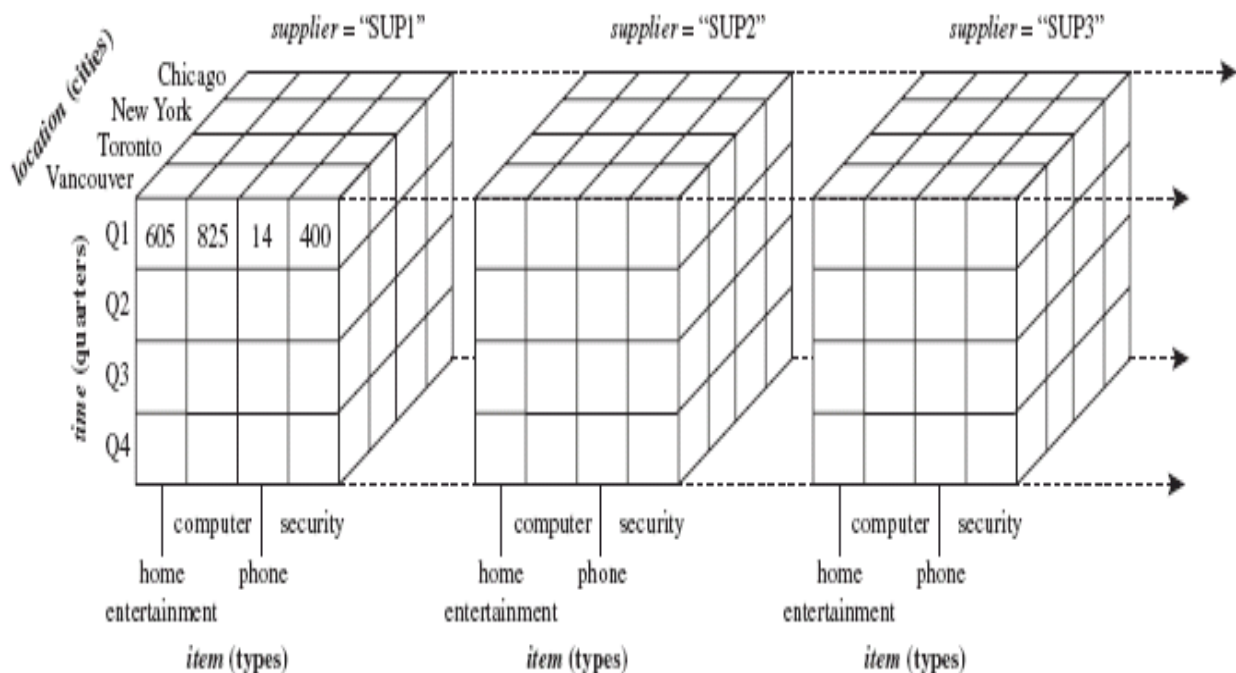 supplier = “SUP1” supplier = “SUP2” supplier = “SUP3”
location (cities)
Chicago
New York
Toronto
Vancouver
time (quarters)
Q1 605 825 14 400
Q2
Q3
Q4
computer security computer security computer security
home phone home phone home phone
entertainment entertainment entertainment
item (types) item (types) item (types)